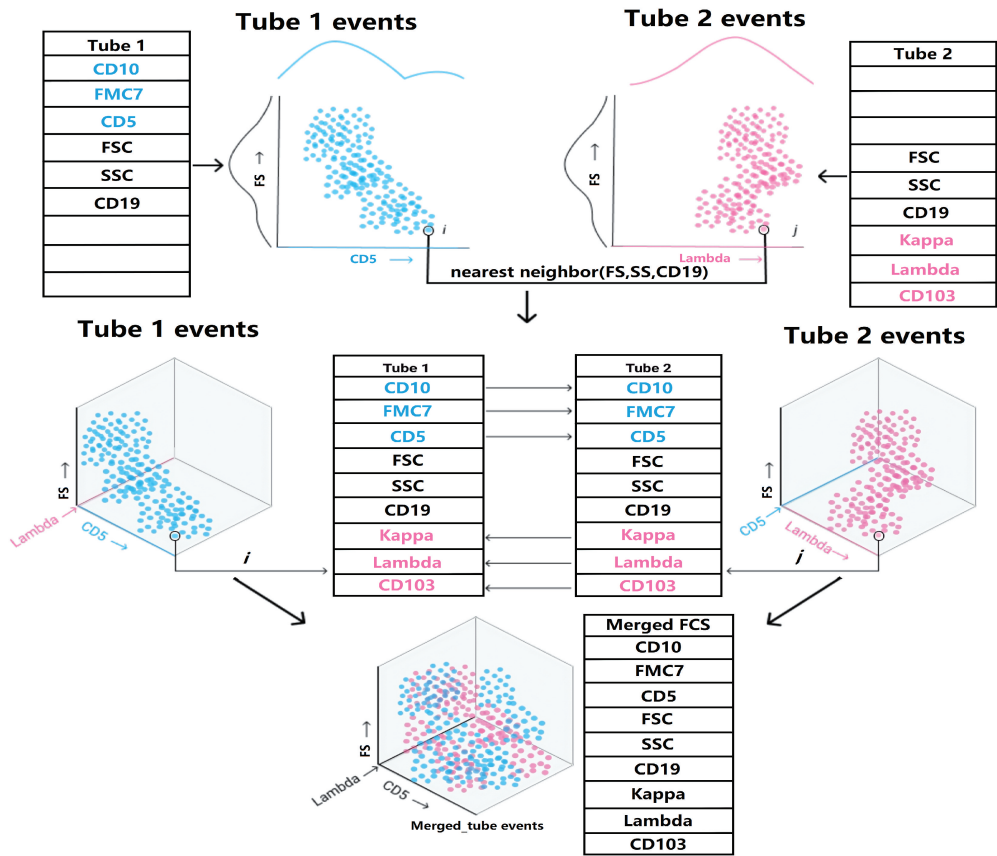 Tube 1 events
Tube 2 events
Tube 1
CD10
FMC7
CD5
FSC
SSC
CD19
FS →
CD5 →
i
FS →
Lambda →
j
Tube 2
FSC
SSC
CD19
Kappa
Lambda
CD103
nearest neighbor(FS,SS,CD19)
Tube 1 events
Tube 2 events
FS →
Lambda →
CD5 →
i
Tube 1
CD10
FMC7
CD5
FSC
SSC
CD19
Kappa
Lambda
CD103
Tube 2
CD10
FMC7
CD5
FSC
SSC
CD19
Kappa
Lambda
CD103
FS →
CD5 →
Lambda →
j
FS →
Lambda →
CD5 →
Merged_tube events
Merged FCS
CD10
FMC7
CD5
FSC
SSC
CD19
Kappa
Lambda
CD103